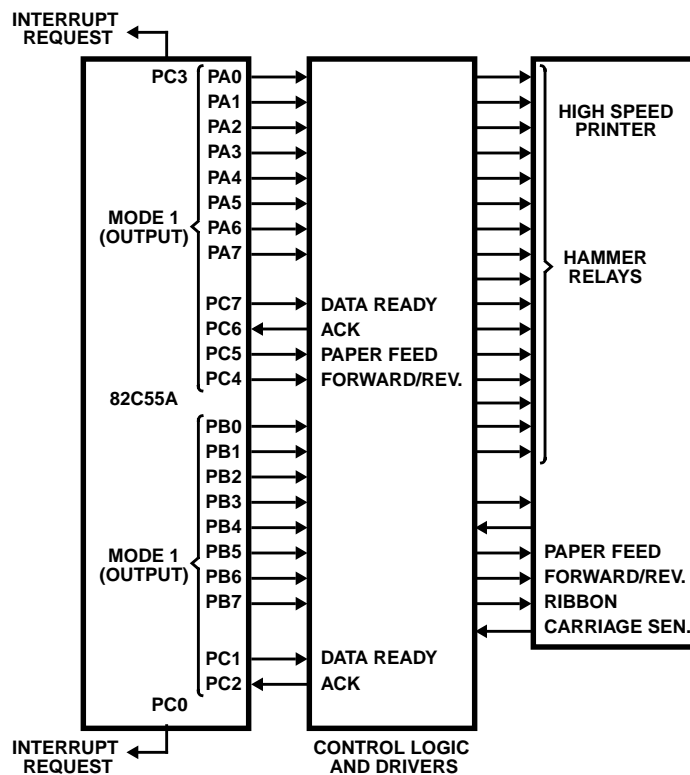 INTERRUPT
REQUEST
PC3 PA0
PA1
PA2
PA3
PA4
PA5
PA6
PA7
MODE 1
(OUTPUT)
PC7
PC6
PC5
PC4
82C55A
PB0
PB1
PB2
PB3
PB4
PB5
PB6
PB7
MODE 1
(OUTPUT)
PC1
PC2
PC0
INTERRUPT
REQUEST
DATA READY
ACK
PAPER FEED
FORWARD/REV.
DATA READY
ACK
CONTROL LOGIC
AND DRIVERS
HIGH SPEED
PRINTER
HAMMER
RELAYS
PAPER FEED
FORWARD/REV.
RIBBON
CARRIAGE SEN.